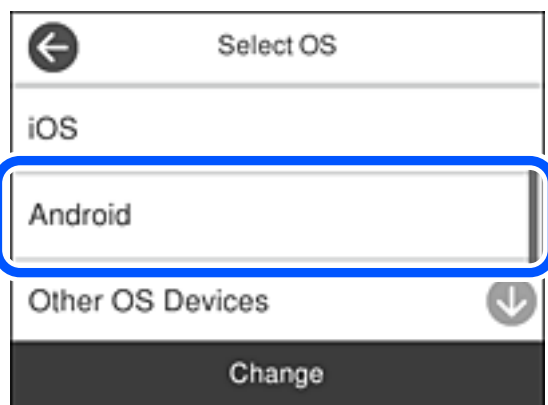 Select OS
iOS
Android
Other OS Devices
Change